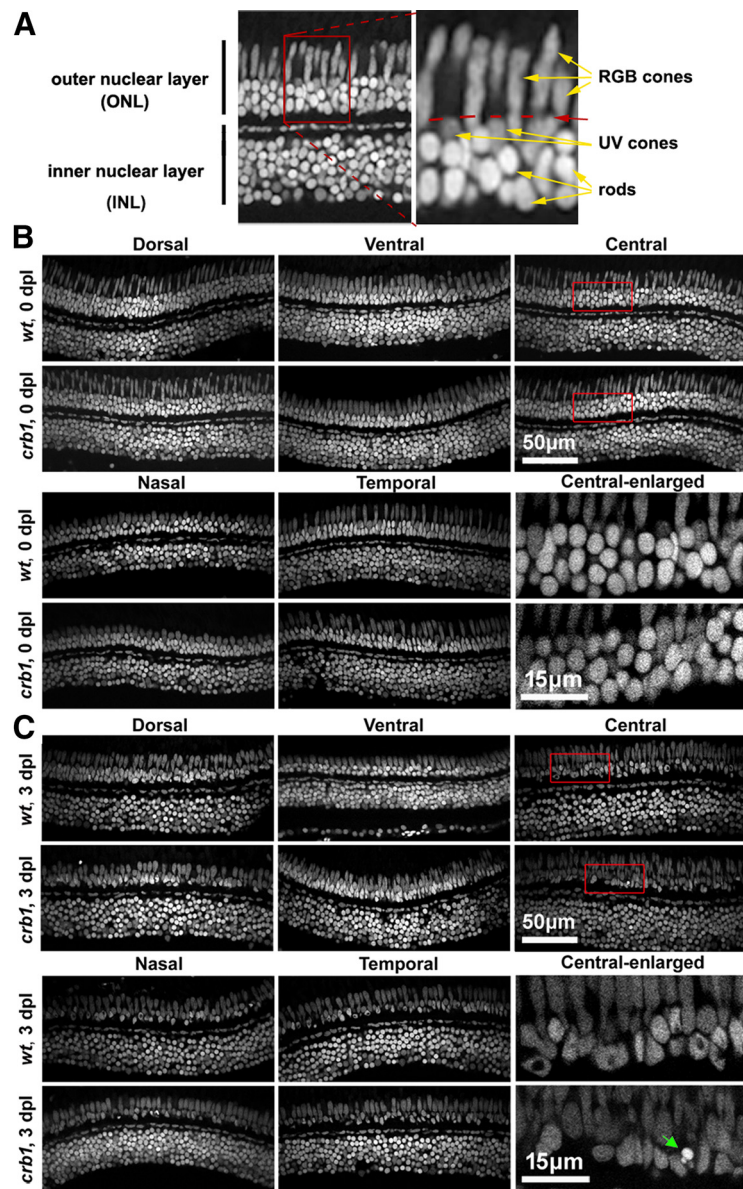 A
outer nuclear layer
(ONL)
inner nuclear layer
(INL)
RGB cones
UV cones
rods
B
Dorsal Ventral Central
wt, 0 dpl
crb1, 0 dpl
50µm
Nasal Temporal Central-enlarged
wt, 0 dpl
crb1, 0 dpl
15µm
C
Dorsal Ventral Central
wt, 3 dpl
crb1, 3 dpl
50µm
Nasal Temporal Central-enlarged
wt, 3 dpl
crb1, 3 dpl
15µm